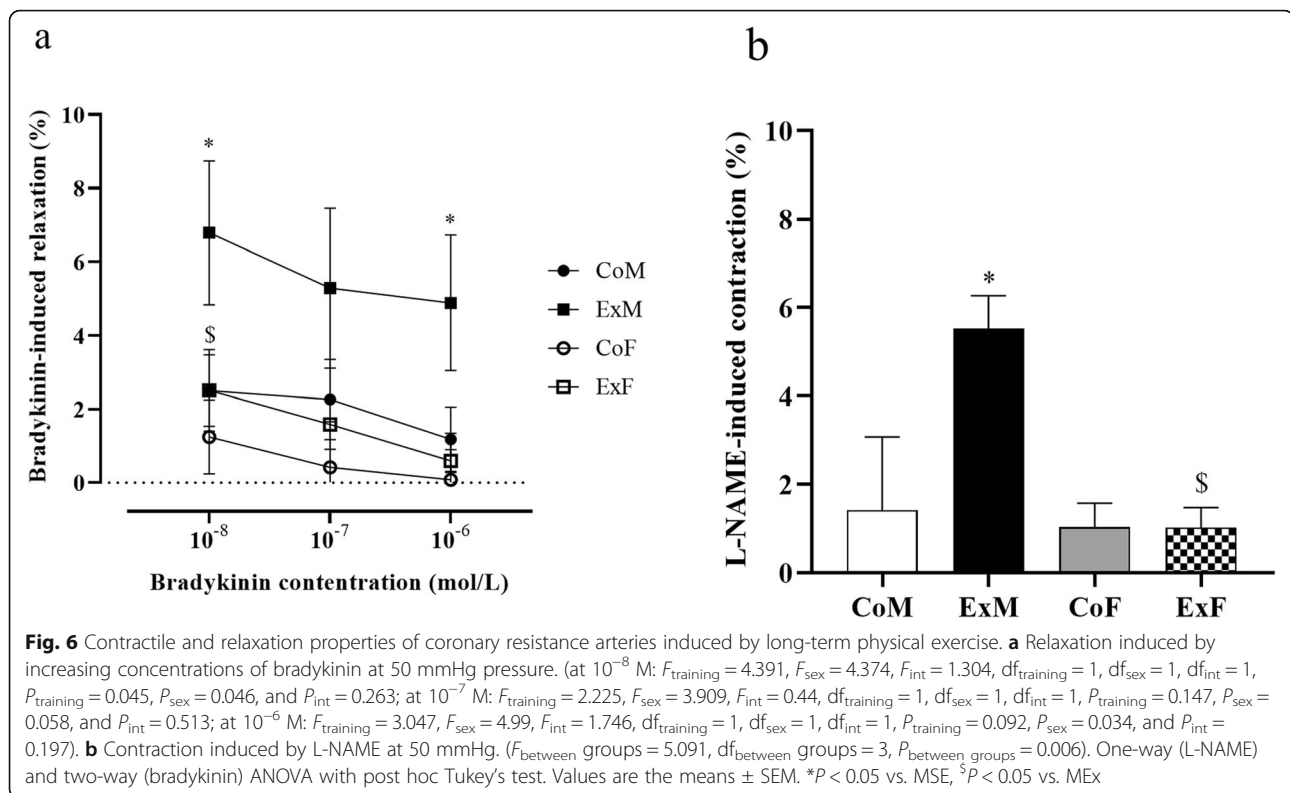 a
b
Bradykinin-induced relaxation (%)
10
8
6
4
2
0
*
*
$
10⁻⁸
10⁻⁷
10⁻⁶
Bradykinin contentration (mol/L)
CoM
ExM
CoF
ExF
L-NAME-induced contraction (%)
10
8
6
4
2
0
*
$
CoM
ExM
CoF
ExF
Fig. 6 Contractile and relaxation properties of coronary resistance arteries induced by long-term physical exercise. a Relaxation induced by
increasing concentrations of bradykinin at 50 mmHg pressure. (at 10⁻⁸ M: F_training = 4.391, F_sex = 4.374, F_int = 1.304, df_training = 1, df_sex = 1, df_int = 1,
P_training = 0.045, P_sex = 0.046, and P_int = 0.263; at 10⁻⁷ M: F_training = 2.225, F_sex = 3.909, F_int = 0.44, df_training = 1, df_sex = 1, df_int = 1, P_training = 0.147, P_sex =
0.058, and P_int = 0.513; at 10⁻⁶ M: F_training = 3.047, F_sex = 4.99, F_int = 1.746, df_training = 1, df_sex = 1, df_int = 1, P_training = 0.092, P_sex = 0.034, and P_int =
0.197). b Contraction induced by L-NAME at 50 mmHg. (F_between groups = 5.091, df_between groups = 3, P_between groups = 0.006). One-way (L-NAME)
and two-way (bradykinin) ANOVA with post hoc Tukey's test. Values are the means ± SEM. *P < 0.05 vs. MSE, $P < 0.05 vs. MEx